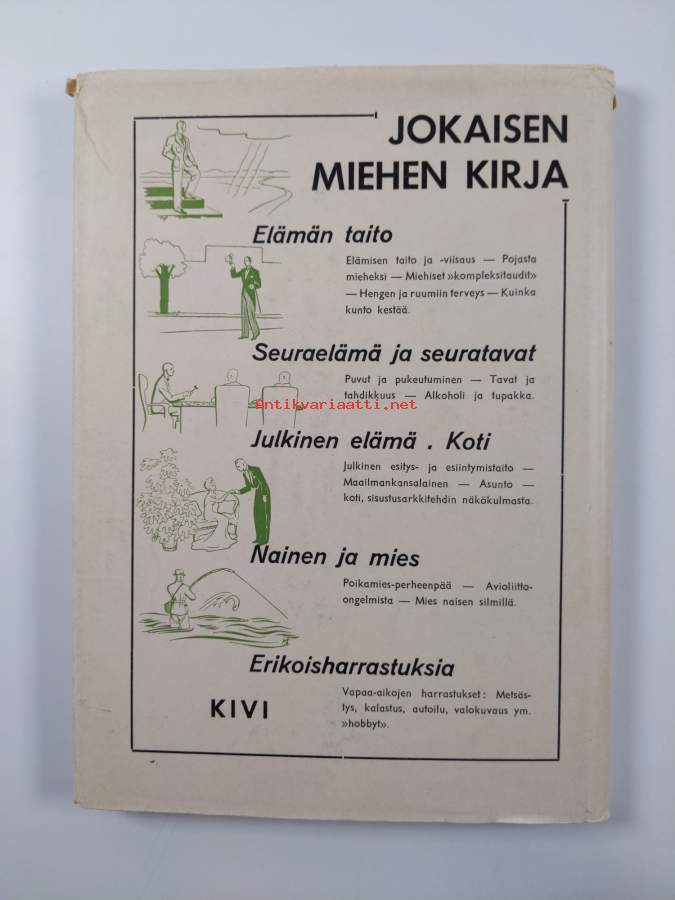 JOKAISEN
MIEHEN KIRJA
Elämän taito
Elämisen taito ja -viisaus — Pojasta
mieheksi — Miehiset »kompleksitaudit»
— Hengen ja ruumiin terveys — Kuinka
kunto kestää.
Seuraelämä ja seuratavat
Puvut ja pukeutuminen — Tavat ja
tahdikkuus — Alkoholi ja tupakka.
antikvariaatti.net
Julkinen elämä . Koti
Julkinen esitys- ja esiintymistaito —
Maailmankansalainen — Asunto —
koti, sisustusarkkitehdin näkökulmasta.
Nainen ja mies
Poikamies-perheenpää — Avioliitto-
ongelmista — Mies naisen silmillä.
Erikoisharrastuksia
Vapaa-aikojen harrastukset: Metsäs-
tys, kalastus, autoilu, valokuvaus ym.
»hobbyt».
KIVI